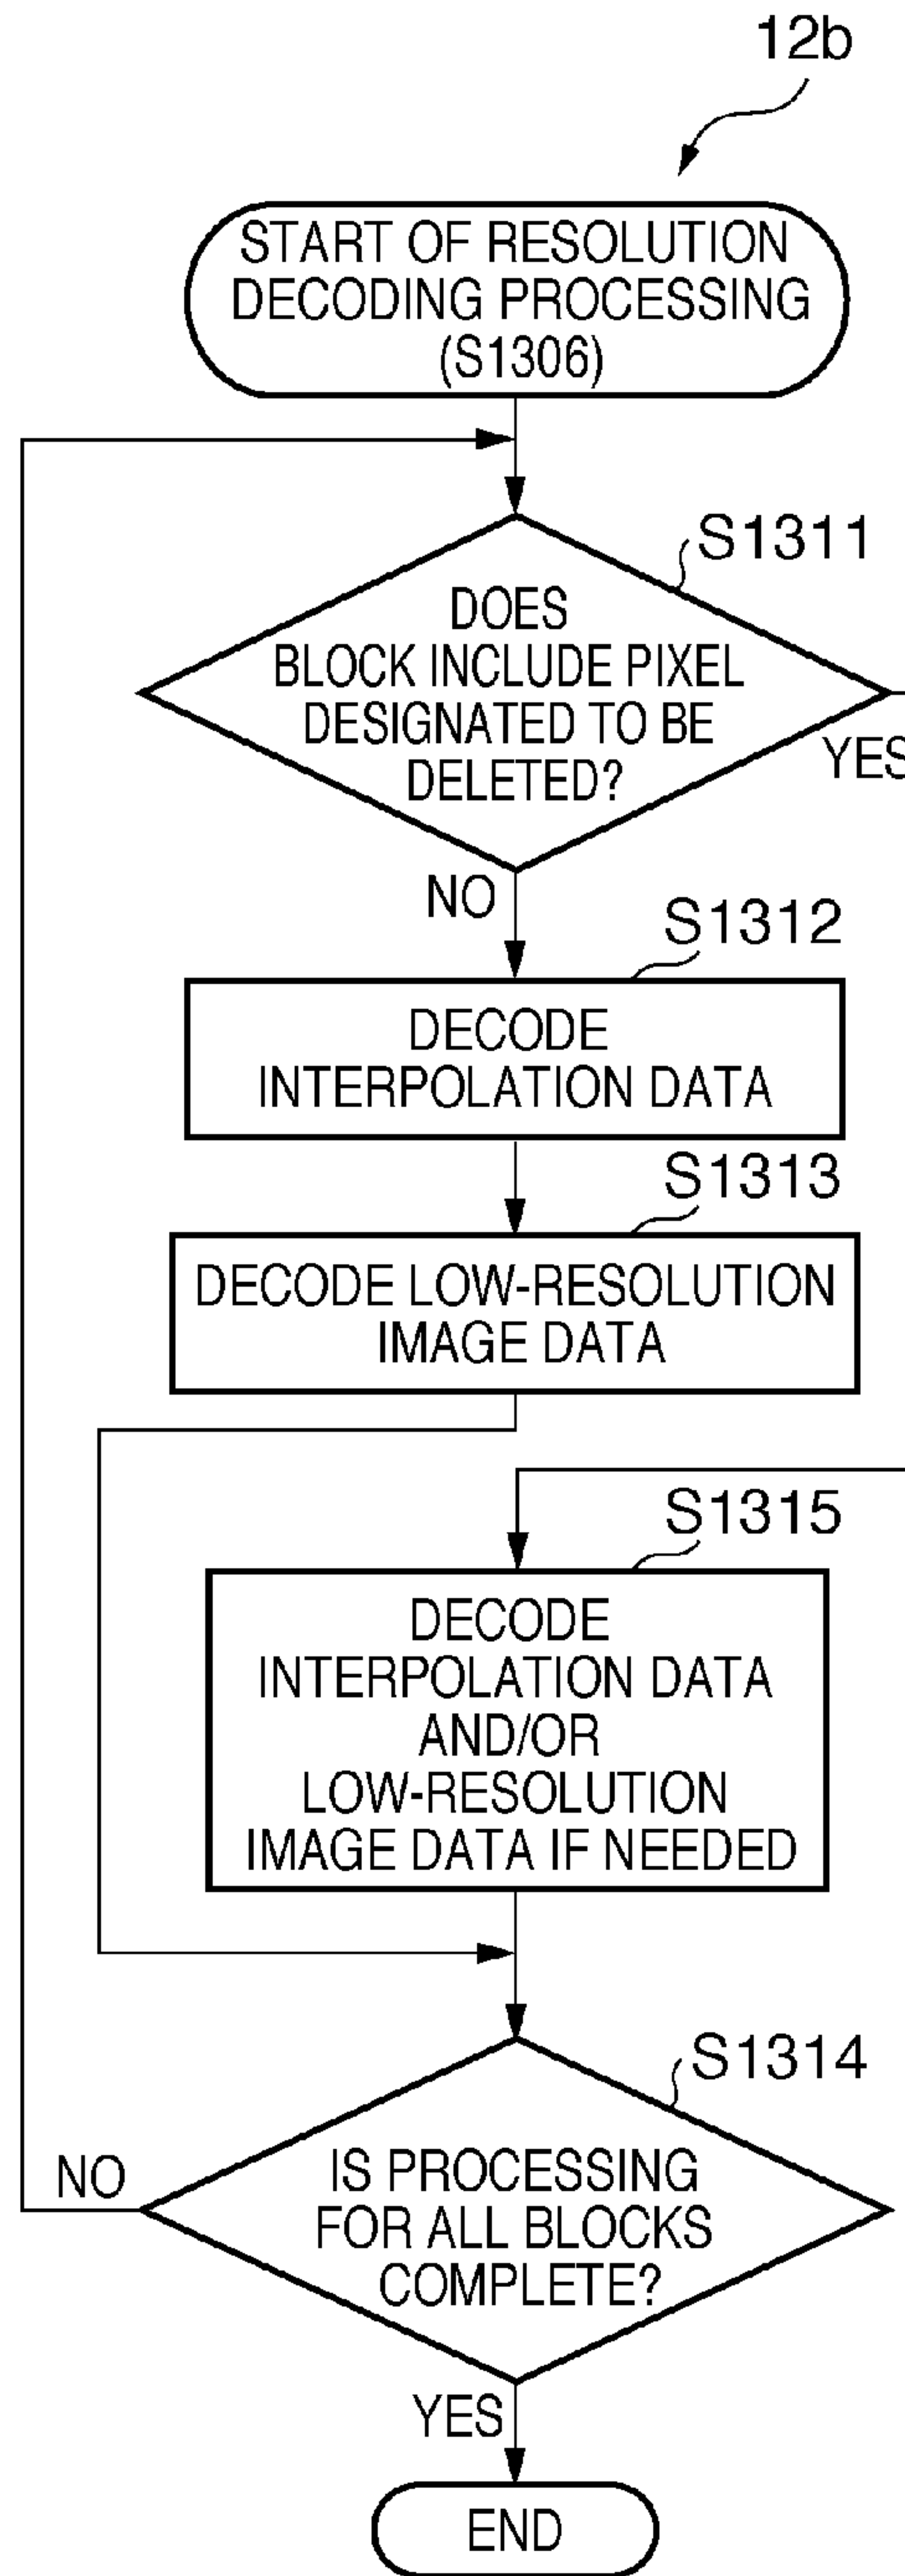 12b
START OF RESOLUTION
DECODING PROCESSING
(S1306)
S1311
DOES
BLOCK INCLUDE PIXEL
DESIGNATED TO BE
DELETED?
YES
NO
S1312
DECODE
INTERPOLATION DATA
S1313
DECODE LOW-RESOLUTION
IMAGE DATA
S1315
DECODE
INTERPOLATION DATA
AND/OR
LOW-RESOLUTION
IMAGE DATA IF NEEDED
S1314
NO
IS PROCESSING
FOR ALL BLOCKS
COMPLETE?
YES
END